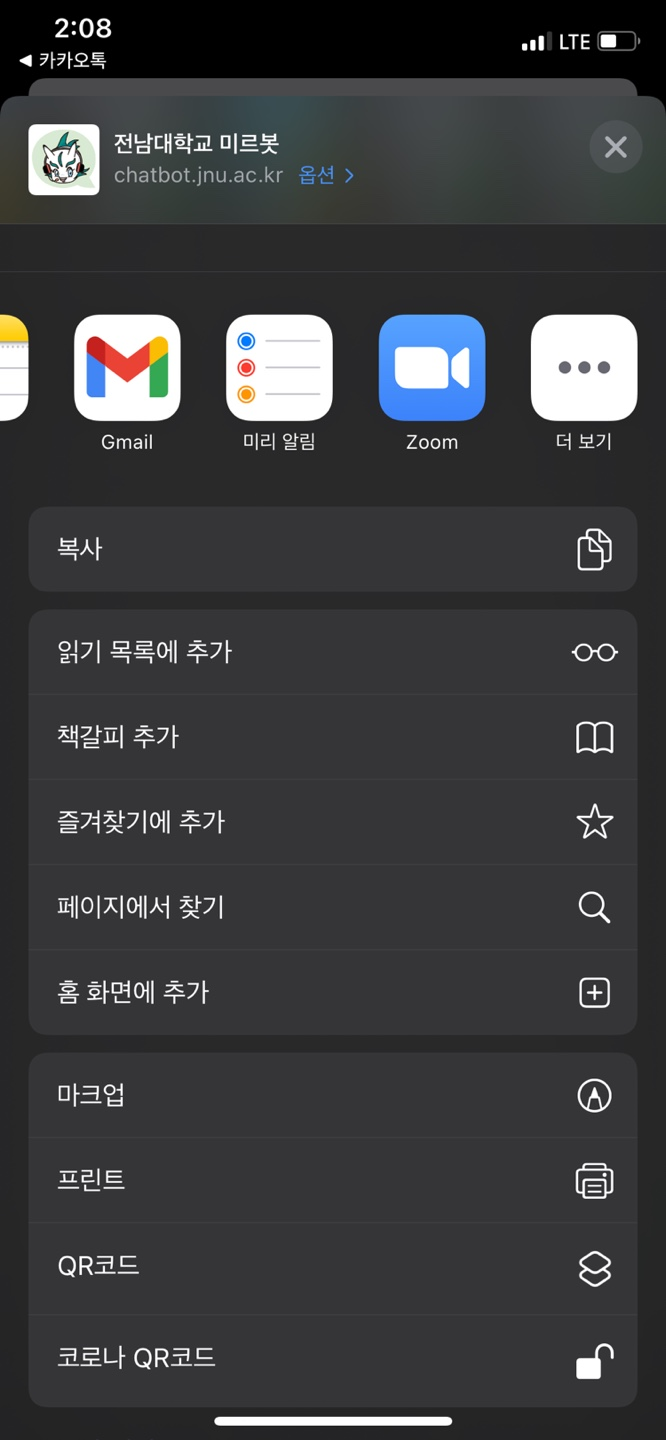 2:08
LTE
◀ 카카오톡
전남대학교 미르봇
chatbot.jnu.ac.kr 옵션 >
Gmail
미리 알림
Zoom
더 보기
복사
읽기 목록에 추가
책갈피 추가
즐겨찾기에 추가
페이지에서 찾기
홈 화면에 추가
마크업
프린트
QR코드
코로나 QR코드